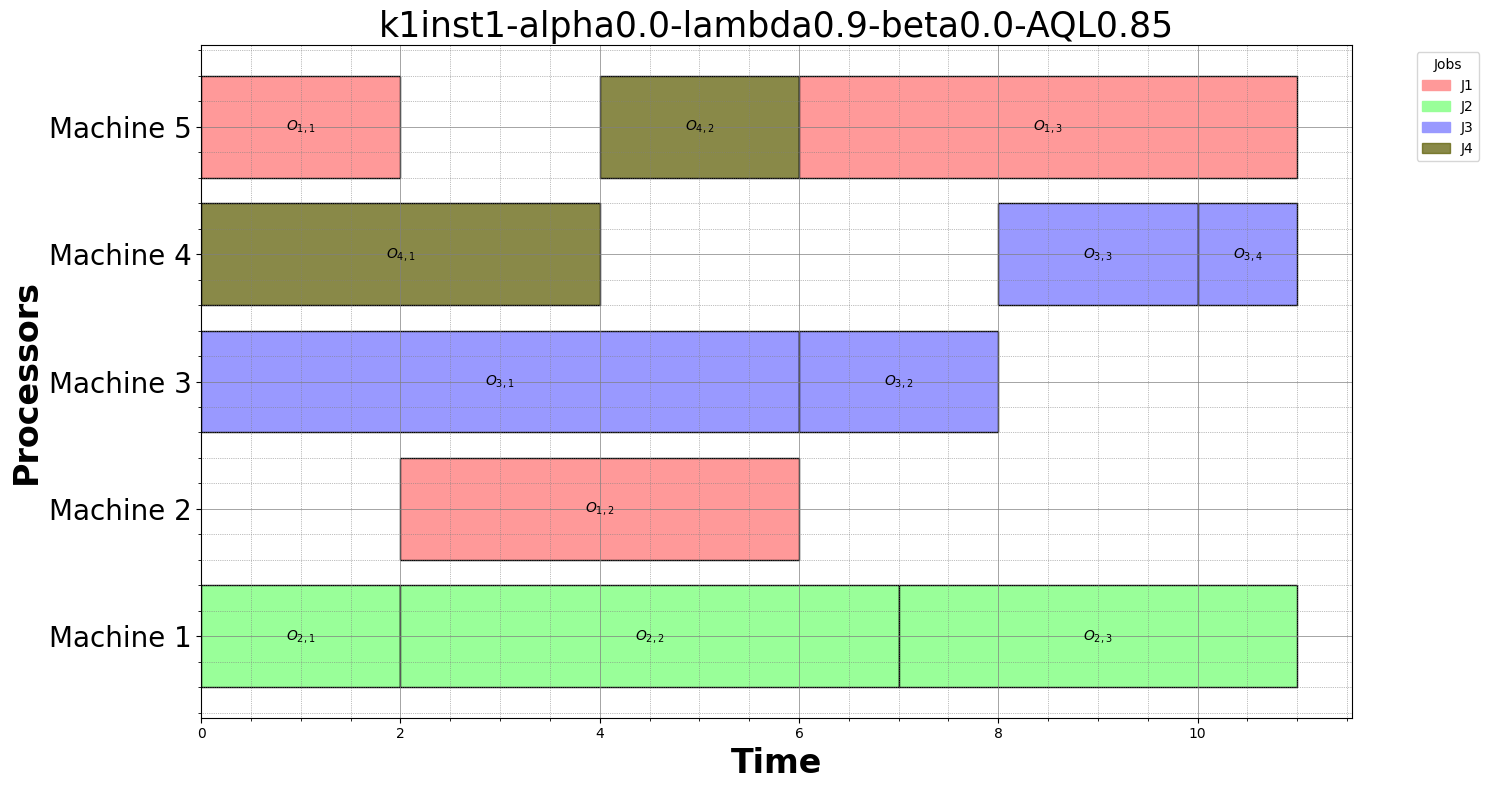 k1inst1-alpha0.0-lambda0.9-beta0.0-AQL0.85
Jobs
J1
J2
J3
J4
Processors
Machine 5
O1,1
O4,2
O1,3
Machine 4
O4,1
O3,3
O3,4
Machine 3
O3,1
O3,2
Machine 2
O1,2
Machine 1
O2,1
O2,2
O2,3
0 2 4 6 8 10
Time